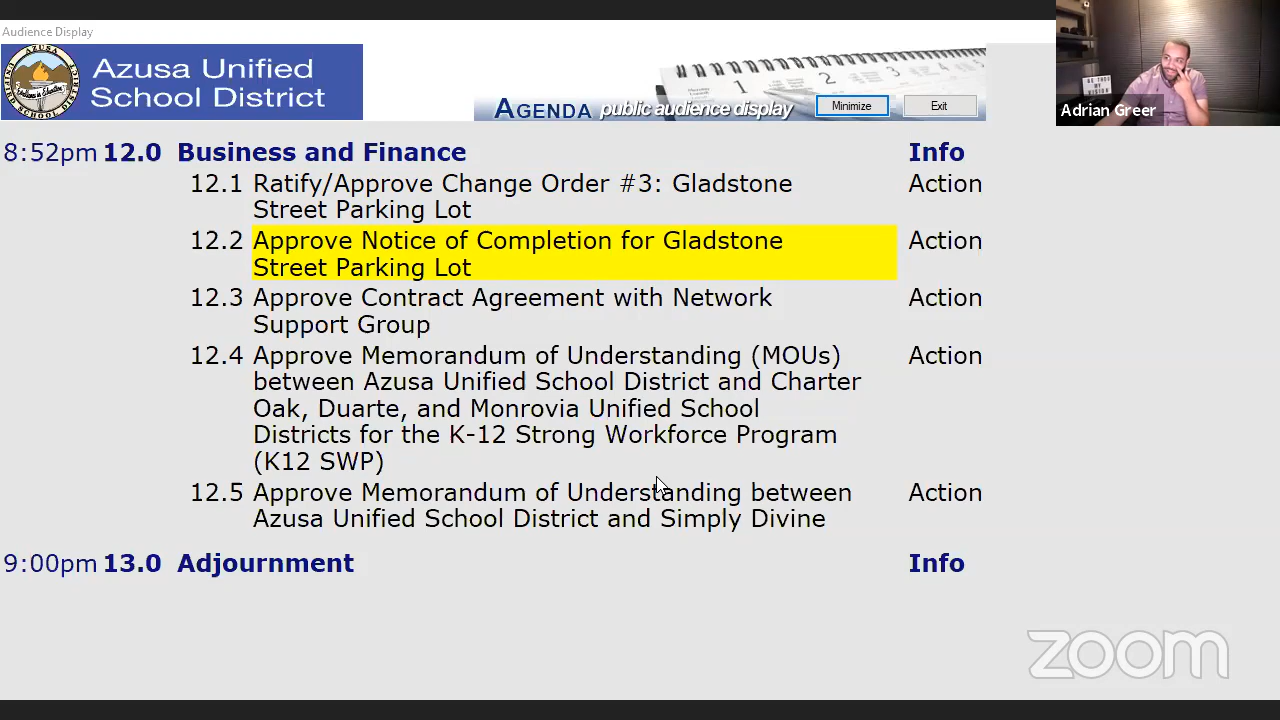 Audience Display
Azusa Unified
School District
AGENDA public audience display
Minimize
Exit
Adrian Greer
8:52pm 12.0 Business and Finance Info
12.1 Ratify/Approve Change Order #3: Gladstone Action
Street Parking Lot
12.2 Approve Notice of Completion for Gladstone Action
Street Parking Lot
12.3 Approve Contract Agreement with Network Action
Support Group
12.4 Approve Memorandum of Understanding (MOUs) Action
between Azusa Unified School District and Charter
Oak, Duarte, and Monrovia Unified School
Districts for the K-12 Strong Workforce Program
(K12 SWP)
12.5 Approve Memorandum of Understanding between Action
Azusa Unified School District and Simply Divine
9:00pm 13.0 Adjournment Info
zoom